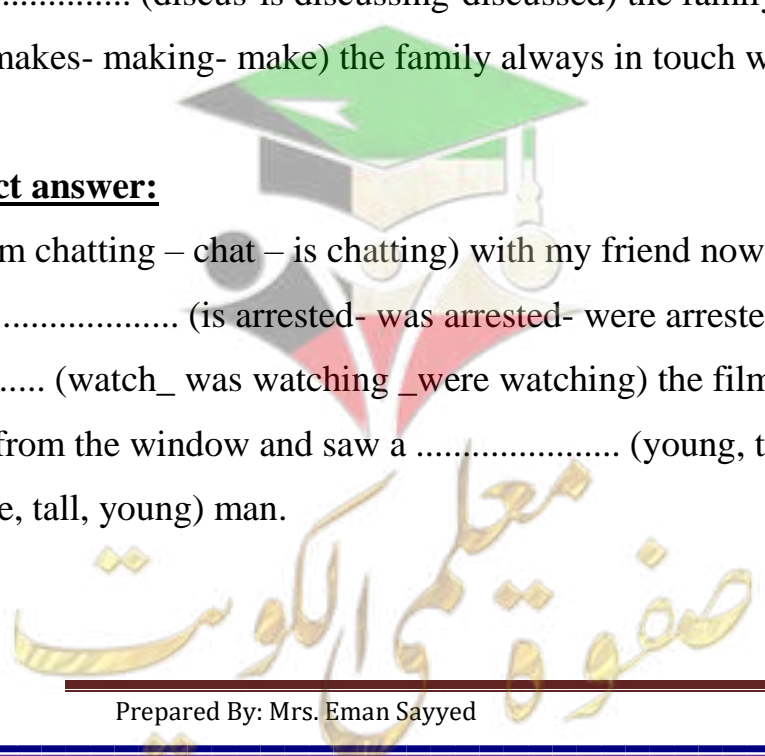 .............. (discus-is discussing-discussed) the family
makes- making- make) the family always in touch w
ct answer:
m chatting – chat – is chatting) with my friend now
................... (is arrested- was arrested- were arreste
..... (watch_ was watching _were watching) the film
from the window and saw a ..................... (young, t
e, tall, young) man.
صفوة معلمى الكويت
Prepared By: Mrs. Eman Sayyed